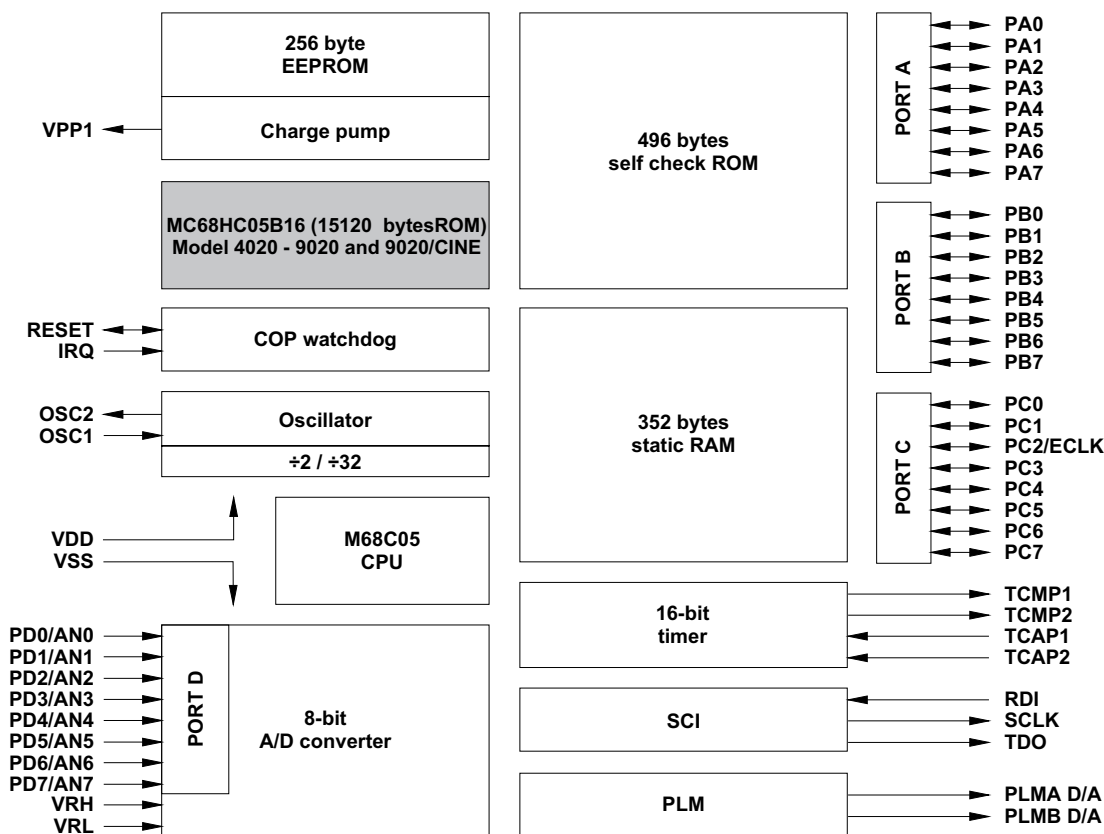 256 byte
EEPROM
Charge pump
VPP1
MC68HC05B16 (15120 bytesROM)
Model 4020 - 9020 and 9020/CINE
RESET
IRQ
COP watchdog
OSC2
OSC1
Oscillator
÷2 / ÷32
VDD
VSS
M68C05
CPU
PD0/AN0
PD1/AN1
PD2/AN2
PD3/AN3
PD4/AN4
PD5/AN5
PD6/AN6
PD7/AN7
VRH
VRL
PORT D
8-bit
A/D converter
496 bytes
self check ROM
352 bytes
static RAM
16-bit
timer
SCI
PLM
PORT A
PA0
PA1
PA2
PA3
PA4
PA5
PA6
PA7
PORT B
PB0
PB1
PB2
PB3
PB4
PB5
PB6
PB7
PORT C
PC0
PC1
PC2/ECLK
PC3
PC4
PC5
PC6
PC7
TCMP1
TCMP2
TCAP1
TCAP2
RDI
SCLK
TDO
PLMA D/A
PLMB D/A